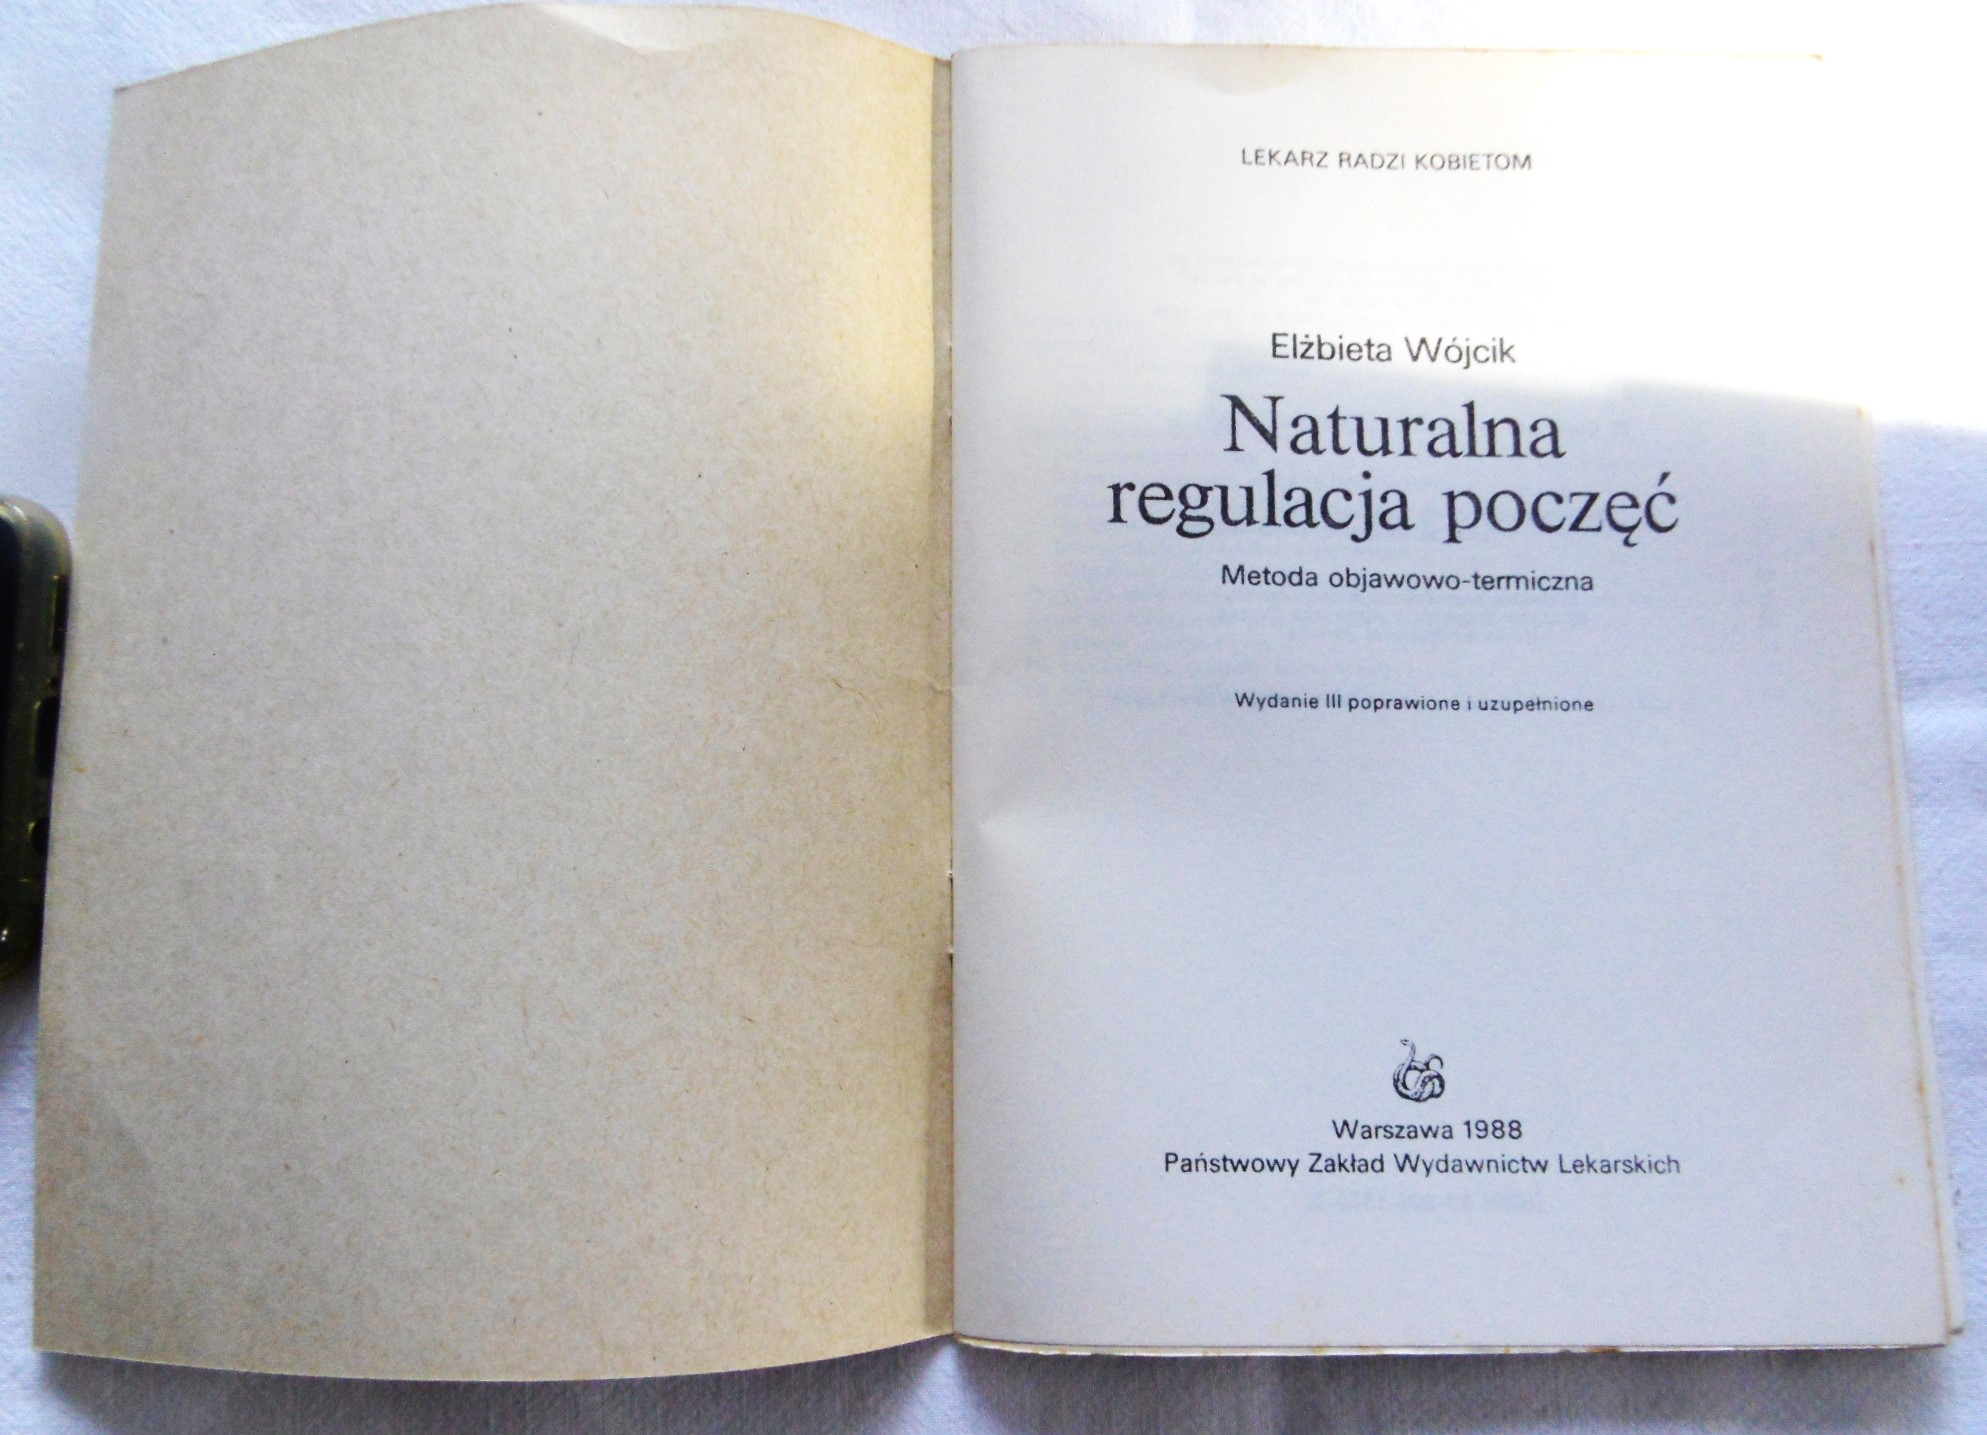 LEKARZ RADZI KOBIETOM
Elżbieta Wójcik
Naturalna
regulacja poczęć
Metoda objawowo-termiczna
Wydanie III poprawione i uzupełnione
Warszawa 1988
Państwowy Zakład Wydawnictw Lekarskich